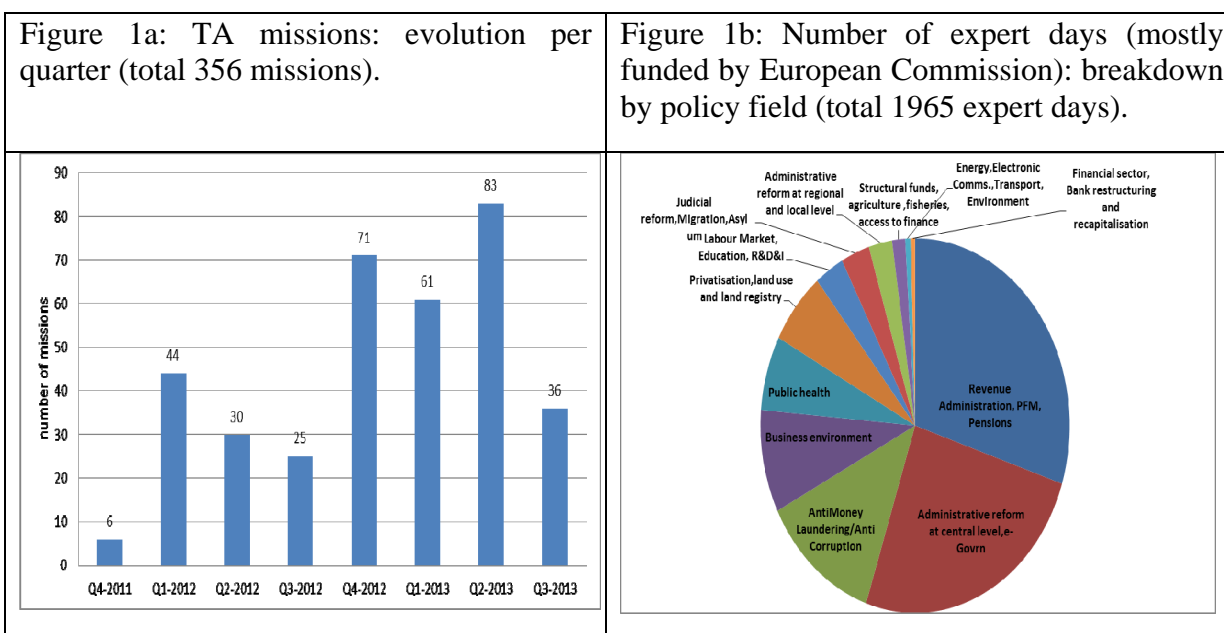 Figure 1a: TA missions: evolution per
quarter (total 356 missions).
Figure 1b: Number of expert days (mostly
funded by European Commission): breakdown
by policy field (total 1965 expert days).
number of missions
90
80
70
60
50
40
30
20
10
0
6
44
30
25
71
61
83
36
Q4-2011 Q1-2012 Q2-2012 Q3-2012 Q4-2012 Q1-2013 Q2-2013 Q3-2013
Energy,Electronic
Comms.,Transport,
Environment
Financial sector,
Bank restructuring
and
recapitalisation
Administrative
reform at regional
and local level
Structural funds,
agriculture ,fisheries,
access to finance
Judicial
reform,Migration,Asyl
um
Labour Market,
Education, R&D&I
Privatisation,land use
and land registry
Public health
Business environment
AntiMoney
Laundering/Anti
Corruption
Administrative reform
at central level,e-
Govrn
Revenue
Administration, PFM,
Pensions